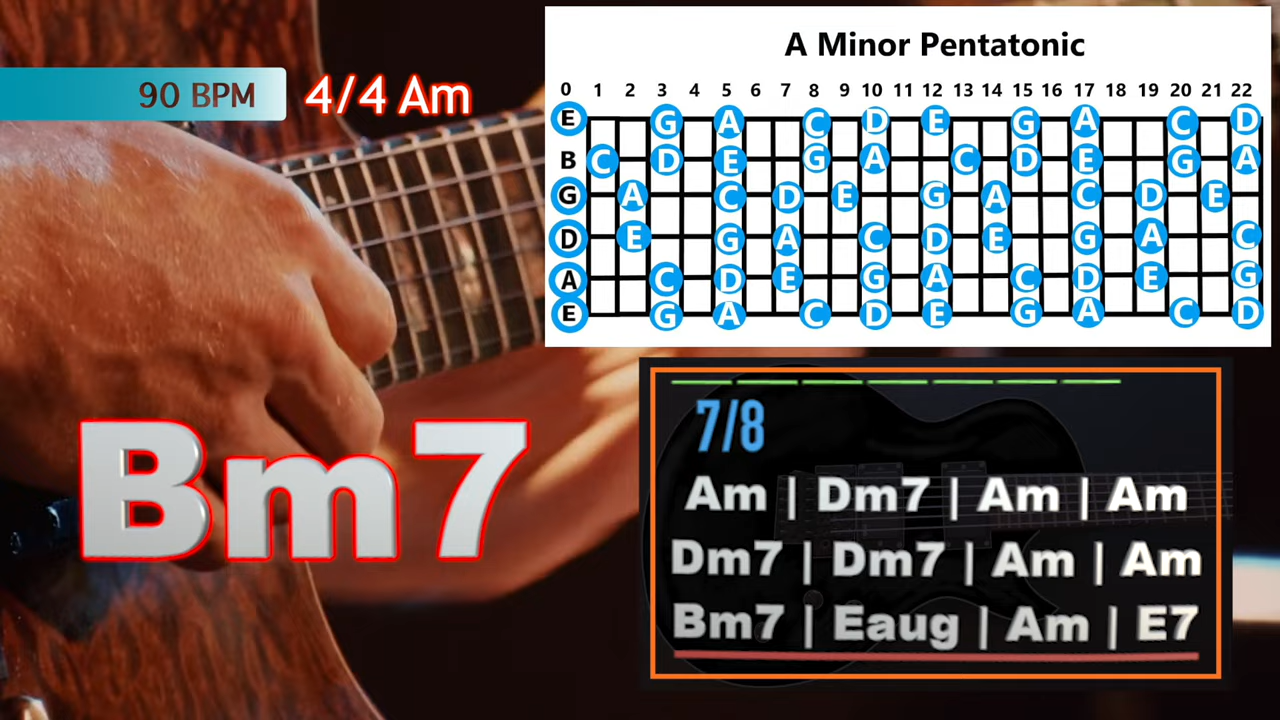 90 BPM
4/4 Am
A Minor Pentatonic
0 1 2 3 4 5 6 7 8 9 10 11 12 13 14 15 16 17 18 19 20 21 22
E G A C D E G A C D
B C D E G A C D E G A
G A C D E G A C D E
D E G A C D E G A C
A C D E G A C D E G
E G A C D E G A C D
7/8
Am | Dm7 | Am | Am
Dm7 | Dm7 | Am | Am
Bm7 | Eaug | Am | E7
Bm7